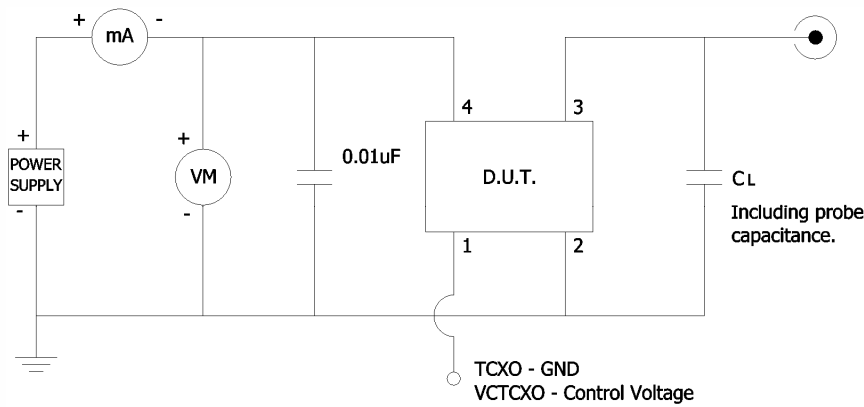 +
mA
-
4
3
+
POWER
SUPPLY
-
+
VM
-
0.01uF
D.U.T.
CL
Including probe
capacitance.
1
2
TCXO - GND
VCTCXO - Control Voltage